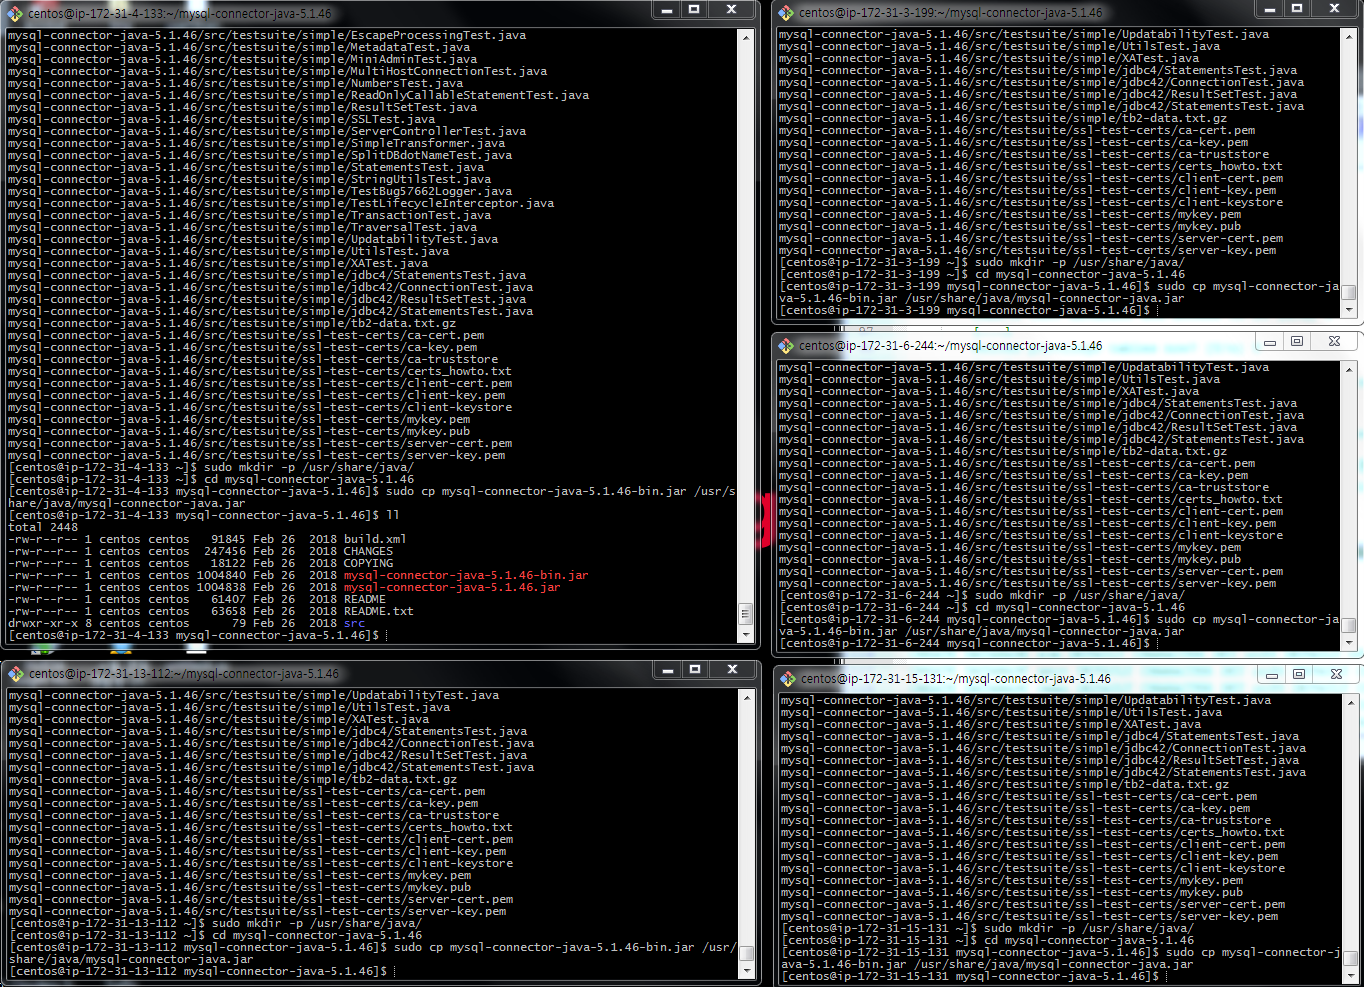 centos@ip-172-31-4-133:~/mysql-connector-java-5.1.46
mysql-connector-java-5.1.46/src/testsuite/simple/EscapeProcessingTest.java
mysql-connector-java-5.1.46/src/testsuite/simple/MetadataTest.java
mysql-connector-java-5.1.46/src/testsuite/simple/MiniAdminTest.java
mysql-connector-java-5.1.46/src/testsuite/simple/MultiHostConnectionTest.java
mysql-connector-java-5.1.46/src/testsuite/simple/NumbersTest.java
mysql-connector-java-5.1.46/src/testsuite/simple/ReadOnlyCallableStatementTest.java
mysql-connector-java-5.1.46/src/testsuite/simple/ResultSetTest.java
mysql-connector-java-5.1.46/src/testsuite/simple/SSLTest.java
mysql-connector-java-5.1.46/src/testsuite/simple/ServerControllerTest.java
mysql-connector-java-5.1.46/src/testsuite/simple/SimpleTransformer.java
mysql-connector-java-5.1.46/src/testsuite/simple/SplitDBdotNameTest.java
mysql-connector-java-5.1.46/src/testsuite/simple/StatementsTest.java
mysql-connector-java-5.1.46/src/testsuite/simple/StringUtilsTest.java
mysql-connector-java-5.1.46/src/testsuite/simple/TestBug57662Logger.java
mysql-connector-java-5.1.46/src/testsuite/simple/TestLifecycleInterceptor.java
mysql-connector-java-5.1.46/src/testsuite/simple/TransactionTest.java
mysql-connector-java-5.1.46/src/testsuite/simple/TraversalTest.java
mysql-connector-java-5.1.46/src/testsuite/simple/UpdatabilityTest.java
mysql-connector-java-5.1.46/src/testsuite/simple/UtilsTest.java
mysql-connector-java-5.1.46/src/testsuite/simple/XATest.java
mysql-connector-java-5.1.46/src/testsuite/simple/jdbc4/StatementsTest.java
mysql-connector-java-5.1.46/src/testsuite/simple/jdbc42/ConnectionTest.java
mysql-connector-java-5.1.46/src/testsuite/simple/jdbc42/ResultSetTest.java
mysql-connector-java-5.1.46/src/testsuite/simple/jdbc42/StatementsTest.java
mysql-connector-java-5.1.46/src/testsuite/simple/tb2-data.txt.gz
mysql-connector-java-5.1.46/src/testsuite/ssl-test-certs/ca-cert.pem
mysql-connector-java-5.1.46/src/testsuite/ssl-test-certs/ca-key.pem
mysql-connector-java-5.1.46/src/testsuite/ssl-test-certs/ca-truststore
mysql-connector-java-5.1.46/src/testsuite/ssl-test-certs/certs_howto.txt
mysql-connector-java-5.1.46/src/testsuite/ssl-test-certs/client-cert.pem
mysql-connector-java-5.1.46/src/testsuite/ssl-test-certs/client-key.pem
mysql-connector-java-5.1.46/src/testsuite/ssl-test-certs/client-keystore
mysql-connector-java-5.1.46/src/testsuite/ssl-test-certs/mykey.pem
mysql-connector-java-5.1.46/src/testsuite/ssl-test-certs/mykey.pub
mysql-connector-java-5.1.46/src/testsuite/ssl-test-certs/server-cert.pem
mysql-connector-java-5.1.46/src/testsuite/ssl-test-certs/server-key.pem
[centos@ip-172-31-4-133 ~]$ sudo mkdir -p /usr/share/java/
[centos@ip-172-31-4-133 ~]$ cd mysql-connector-java-5.1.46
[centos@ip-172-31-4-133 mysql-connector-java-5.1.46]$ sudo cp mysql-connector-java-5.1.46-bin.jar /usr/s
hare/java/mysql-connector-java.jar
[centos@ip-172-31-4-133 mysql-connector-java-5.1.46]$ ll
total 2448
-rw-r--r-- 1 centos centos   91845 Feb 26  2018 build.xml
-rw-r--r-- 1 centos centos  247456 Feb 26  2018 CHANGES
-rw-r--r-- 1 centos centos   18122 Feb 26  2018 COPYING
-rw-r--r-- 1 centos centos 1004840 Feb 26  2018 mysql-connector-java-5.1.46-bin.jar
-rw-r--r-- 1 centos centos 1004838 Feb 26  2018 mysql-connector-java-5.1.46.jar
-rw-r--r-- 1 centos centos   61407 Feb 26  2018 README
-rw-r--r-- 1 centos centos   63658 Feb 26  2018 README.txt
drwxr-xr-x 8 centos centos      79 Feb 26  2018 src
[centos@ip-172-31-4-133 mysql-connector-java-5.1.46]$
centos@ip-172-31-3-199:~/mysql-connector-java-5.1.46
mysql-connector-java-5.1.46/src/testsuite/simple/UpdatabilityTest.java
mysql-connector-java-5.1.46/src/testsuite/simple/UtilsTest.java
mysql-connector-java-5.1.46/src/testsuite/simple/XATest.java
mysql-connector-java-5.1.46/src/testsuite/simple/jdbc4/StatementsTest.java
mysql-connector-java-5.1.46/src/testsuite/simple/jdbc42/ConnectionTest.java
mysql-connector-java-5.1.46/src/testsuite/simple/jdbc42/ResultSetTest.java
mysql-connector-java-5.1.46/src/testsuite/simple/jdbc42/StatementsTest.java
mysql-connector-java-5.1.46/src/testsuite/simple/tb2-data.txt.gz
mysql-connector-java-5.1.46/src/testsuite/ssl-test-certs/ca-cert.pem
mysql-connector-java-5.1.46/src/testsuite/ssl-test-certs/ca-key.pem
mysql-connector-java-5.1.46/src/testsuite/ssl-test-certs/ca-truststore
mysql-connector-java-5.1.46/src/testsuite/ssl-test-certs/certs_howto.txt
mysql-connector-java-5.1.46/src/testsuite/ssl-test-certs/client-cert.pem
mysql-connector-java-5.1.46/src/testsuite/ssl-test-certs/client-key.pem
mysql-connector-java-5.1.46/src/testsuite/ssl-test-certs/client-keystore
mysql-connector-java-5.1.46/src/testsuite/ssl-test-certs/mykey.pem
mysql-connector-java-5.1.46/src/testsuite/ssl-test-certs/mykey.pub
mysql-connector-java-5.1.46/src/testsuite/ssl-test-certs/server-cert.pem
mysql-connector-java-5.1.46/src/testsuite/ssl-test-certs/server-key.pem
[centos@ip-172-31-3-199 ~]$ sudo mkdir -p /usr/share/java/
[centos@ip-172-31-3-199 ~]$ cd mysql-connector-java-5.1.46
[centos@ip-172-31-3-199 mysql-connector-java-5.1.46]$ sudo cp mysql-connector-ja
va-5.1.46-bin.jar /usr/share/java/mysql-connector-java.jar
[centos@ip-172-31-3-199 mysql-connector-java-5.1.46]$
centos@ip-172-31-6-244:~/mysql-connector-java-5.1.46
mysql-connector-java-5.1.46/src/testsuite/simple/UpdatabilityTest.java
mysql-connector-java-5.1.46/src/testsuite/simple/UtilsTest.java
mysql-connector-java-5.1.46/src/testsuite/simple/XATest.java
mysql-connector-java-5.1.46/src/testsuite/simple/jdbc4/StatementsTest.java
mysql-connector-java-5.1.46/src/testsuite/simple/jdbc42/ConnectionTest.java
mysql-connector-java-5.1.46/src/testsuite/simple/jdbc42/ResultSetTest.java
mysql-connector-java-5.1.46/src/testsuite/simple/jdbc42/StatementsTest.java
mysql-connector-java-5.1.46/src/testsuite/simple/tb2-data.txt.gz
mysql-connector-java-5.1.46/src/testsuite/ssl-test-certs/ca-cert.pem
mysql-connector-java-5.1.46/src/testsuite/ssl-test-certs/ca-key.pem
mysql-connector-java-5.1.46/src/testsuite/ssl-test-certs/ca-truststore
mysql-connector-java-5.1.46/src/testsuite/ssl-test-certs/certs_howto.txt
mysql-connector-java-5.1.46/src/testsuite/ssl-test-certs/client-cert.pem
mysql-connector-java-5.1.46/src/testsuite/ssl-test-certs/client-key.pem
mysql-connector-java-5.1.46/src/testsuite/ssl-test-certs/client-keystore
mysql-connector-java-5.1.46/src/testsuite/ssl-test-certs/mykey.pem
mysql-connector-java-5.1.46/src/testsuite/ssl-test-certs/mykey.pub
mysql-connector-java-5.1.46/src/testsuite/ssl-test-certs/server-cert.pem
mysql-connector-java-5.1.46/src/testsuite/ssl-test-certs/server-key.pem
[centos@ip-172-31-6-244 ~]$ sudo mkdir -p /usr/share/java/
[centos@ip-172-31-6-244 ~]$ cd mysql-connector-java-5.1.46
[centos@ip-172-31-6-244 mysql-connector-java-5.1.46]$ sudo cp mysql-connector-ja
va-5.1.46-bin.jar /usr/share/java/mysql-connector-java.jar
[centos@ip-172-31-6-244 mysql-connector-java-5.1.46]$
centos@ip-172-31-13-112:~/mysql-connector-java-5.1.46
mysql-connector-java-5.1.46/src/testsuite/simple/UpdatabilityTest.java
mysql-connector-java-5.1.46/src/testsuite/simple/UtilsTest.java
mysql-connector-java-5.1.46/src/testsuite/simple/XATest.java
mysql-connector-java-5.1.46/src/testsuite/simple/jdbc4/StatementsTest.java
mysql-connector-java-5.1.46/src/testsuite/simple/jdbc42/ConnectionTest.java
mysql-connector-java-5.1.46/src/testsuite/simple/jdbc42/ResultSetTest.java
mysql-connector-java-5.1.46/src/testsuite/simple/jdbc42/StatementsTest.java
mysql-connector-java-5.1.46/src/testsuite/simple/tb2-data.txt.gz
mysql-connector-java-5.1.46/src/testsuite/ssl-test-certs/ca-cert.pem
mysql-connector-java-5.1.46/src/testsuite/ssl-test-certs/ca-key.pem
mysql-connector-java-5.1.46/src/testsuite/ssl-test-certs/ca-truststore
mysql-connector-java-5.1.46/src/testsuite/ssl-test-certs/certs_howto.txt
mysql-connector-java-5.1.46/src/testsuite/ssl-test-certs/client-cert.pem
mysql-connector-java-5.1.46/src/testsuite/ssl-test-certs/client-key.pem
mysql-connector-java-5.1.46/src/testsuite/ssl-test-certs/client-keystore
mysql-connector-java-5.1.46/src/testsuite/ssl-test-certs/mykey.pem
mysql-connector-java-5.1.46/src/testsuite/ssl-test-certs/mykey.pub
mysql-connector-java-5.1.46/src/testsuite/ssl-test-certs/server-cert.pem
mysql-connector-java-5.1.46/src/testsuite/ssl-test-certs/server-key.pem
[centos@ip-172-31-13-112 ~]$ sudo mkdir -p /usr/share/java/
[centos@ip-172-31-13-112 ~]$ cd mysql-connector-java-5.1.46
[centos@ip-172-31-13-112 mysql-connector-java-5.1.46]$ sudo cp mysql-connector-java-5.1.46-bin.jar /usr/
share/java/mysql-connector-java.jar
[centos@ip-172-31-13-112 mysql-connector-java-5.1.46]$
centos@ip-172-31-15-131:~/mysql-connector-java-5.1.46
mysql-connector-java-5.1.46/src/testsuite/simple/UpdatabilityTest.java
mysql-connector-java-5.1.46/src/testsuite/simple/UtilsTest.java
mysql-connector-java-5.1.46/src/testsuite/simple/XATest.java
mysql-connector-java-5.1.46/src/testsuite/simple/jdbc4/StatementsTest.java
mysql-connector-java-5.1.46/src/testsuite/simple/jdbc42/ConnectionTest.java
mysql-connector-java-5.1.46/src/testsuite/simple/jdbc42/ResultSetTest.java
mysql-connector-java-5.1.46/src/testsuite/simple/jdbc42/StatementsTest.java
mysql-connector-java-5.1.46/src/testsuite/simple/tb2-data.txt.gz
mysql-connector-java-5.1.46/src/testsuite/ssl-test-certs/ca-cert.pem
mysql-connector-java-5.1.46/src/testsuite/ssl-test-certs/ca-key.pem
mysql-connector-java-5.1.46/src/testsuite/ssl-test-certs/ca-truststore
mysql-connector-java-5.1.46/src/testsuite/ssl-test-certs/certs_howto.txt
mysql-connector-java-5.1.46/src/testsuite/ssl-test-certs/client-cert.pem
mysql-connector-java-5.1.46/src/testsuite/ssl-test-certs/client-key.pem
mysql-connector-java-5.1.46/src/testsuite/ssl-test-certs/client-keystore
mysql-connector-java-5.1.46/src/testsuite/ssl-test-certs/mykey.pem
mysql-connector-java-5.1.46/src/testsuite/ssl-test-certs/mykey.pub
mysql-connector-java-5.1.46/src/testsuite/ssl-test-certs/server-cert.pem
mysql-connector-java-5.1.46/src/testsuite/ssl-test-certs/server-key.pem
[centos@ip-172-31-15-131 ~]$ sudo mkdir -p /usr/share/java/
[centos@ip-172-31-15-131 ~]$ cd mysql-connector-java-5.1.46
[centos@ip-172-31-15-131 mysql-connector-java-5.1.46]$ sudo cp mysql-connector-j
ava-5.1.46-bin.jar /usr/share/java/mysql-connector-java.jar
[centos@ip-172-31-15-131 mysql-connector-java-5.1.46]$